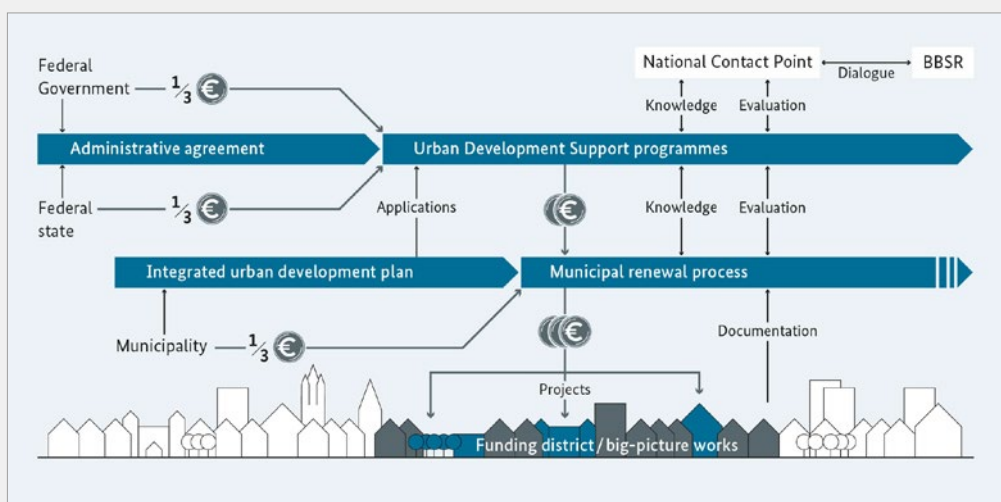 Federal
Government
1/3 €
National Contact Point
Dialogue
BBSR
Knowledge
Evaluation
Administrative agreement
Urban Development Support programmes
Federal
state
1/3 €
Applications
€
Knowledge
Evaluation
Integrated urban development plan
Municipal renewal process
Municipality
1/3 €
€
Documentation
Projects
Funding district / big-picture works